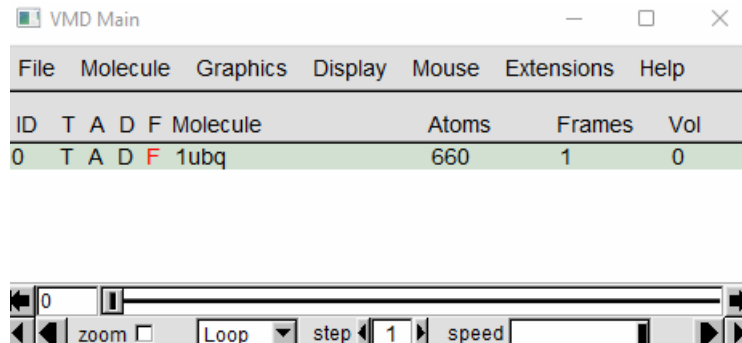 VMD Main
File Molecule Graphics Display Mouse Extensions Help
ID T A D F Molecule Atoms Frames Vol
0 T A D F 1ubq 660 1 0
0
zoom Loop step 1 speed